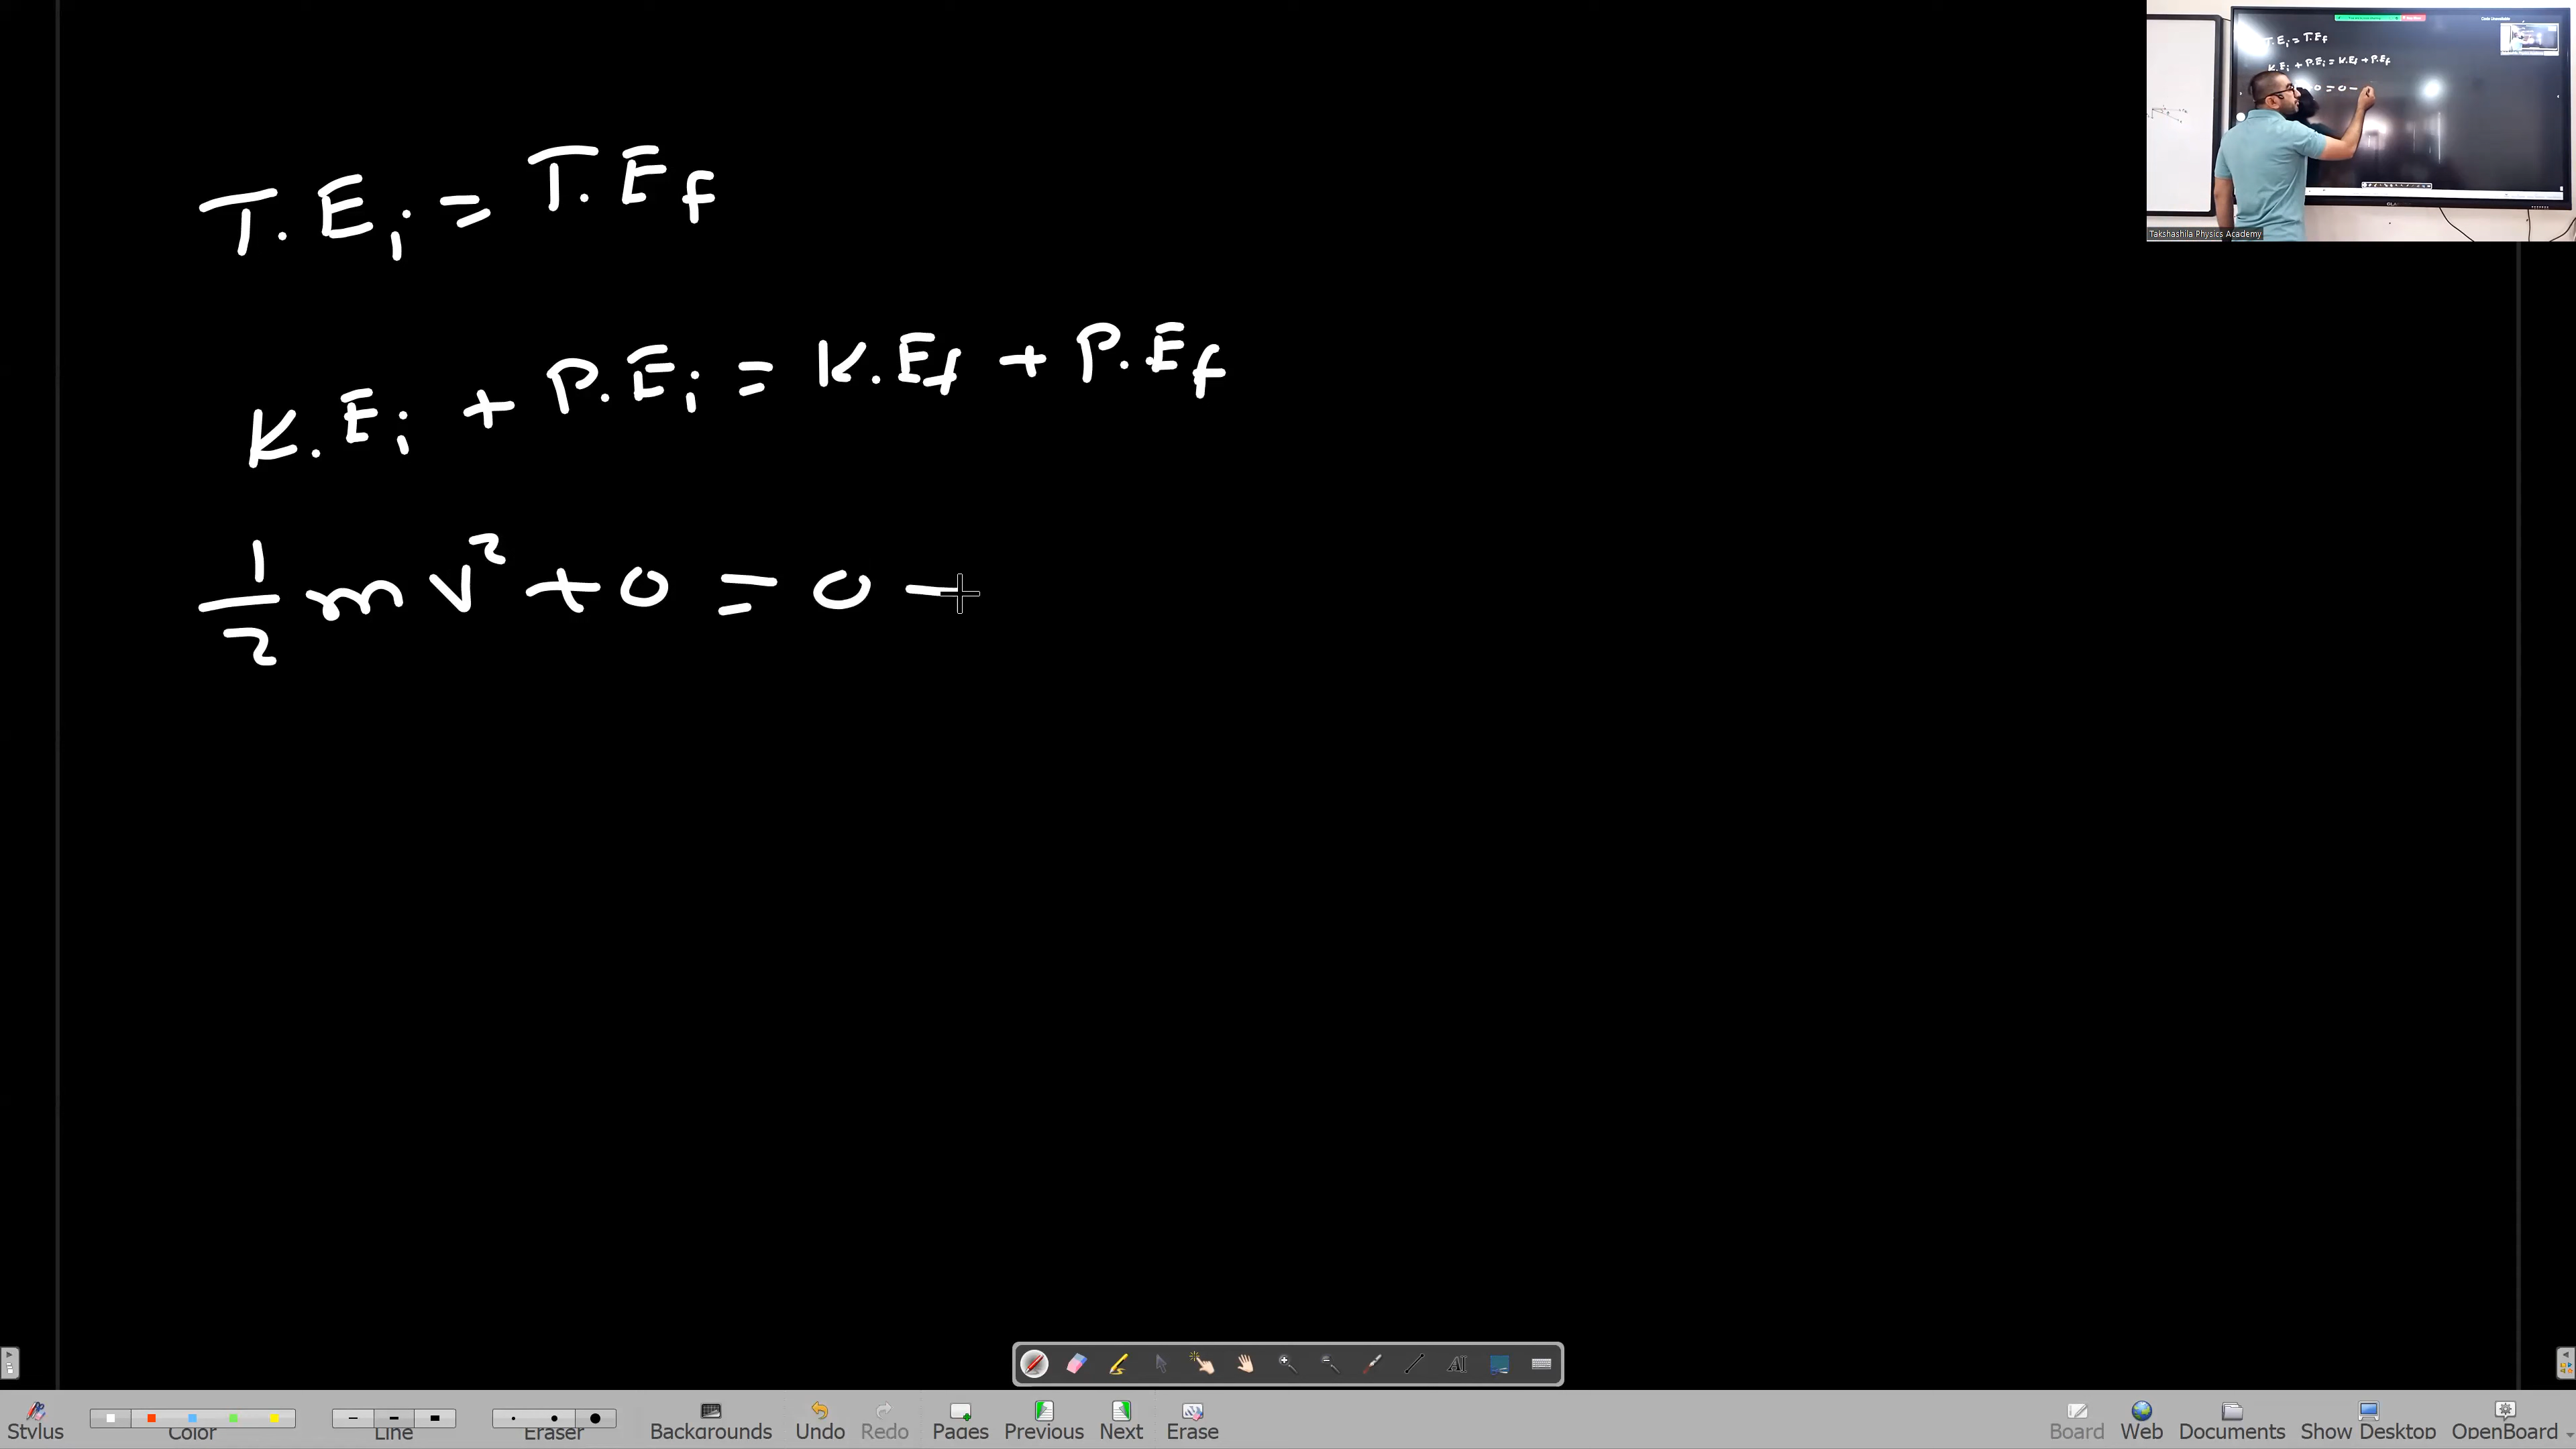 T.Ei = T.Ef
K.Ei + P.Ei = K.Ef + P.Ef
1/2 mv² + 0 = 0 −
Takshashila Physics Academy
Stylus Color Line Eraser Backgrounds Undo Redo Pages Previous Next Erase Board Web Documents Show Desktop OpenBoard